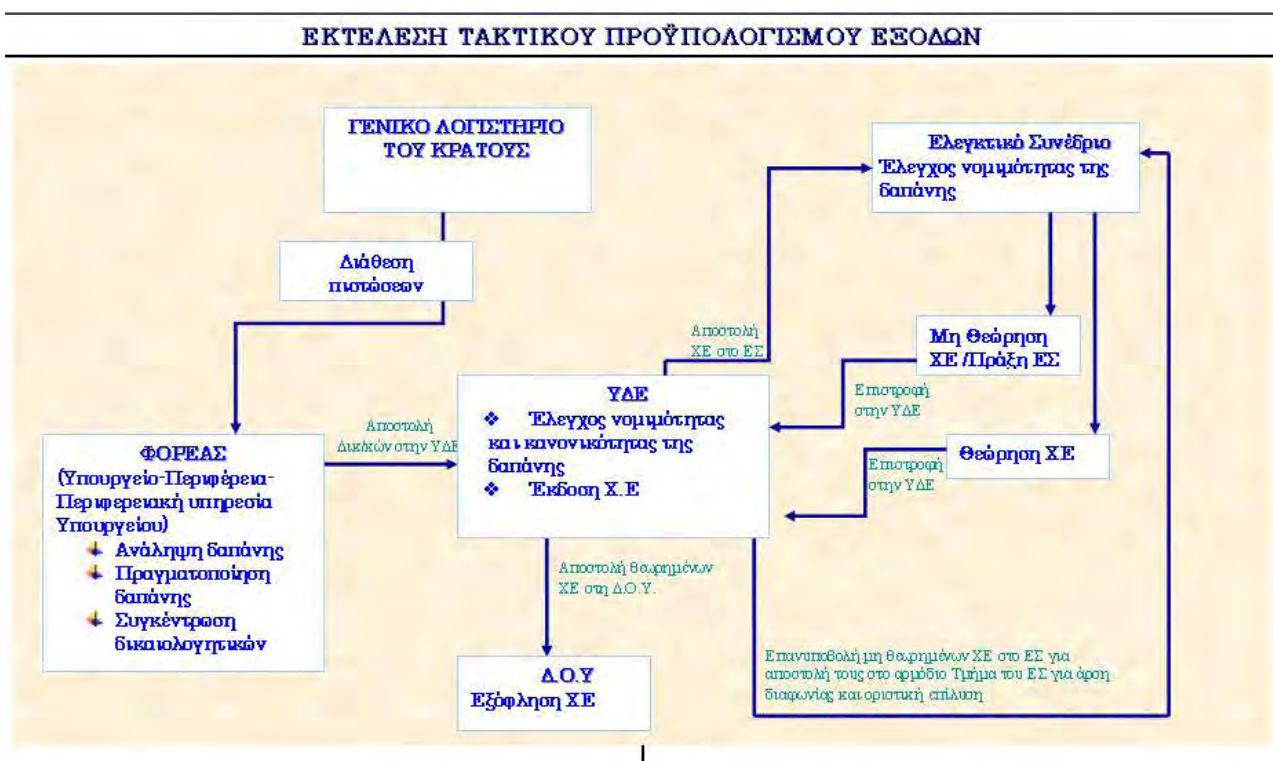 ΕΚΤΕΛΕΣΗ ΤΑΚΤΙΚΟΥ ΠΡΟΫΠΟΛΟΓΙΣΜΟΥ ΕΞΟΔΩΝ
ΓΕΝΙΚΟ ΛΟΓΙΣΤΗΡΙΟ
ΤΟΥ ΚΡΑΤΟΥΣ
Διάθεση
πιστώσεων
ΦΟΡΕΑΣ
(Υπουργείο-Περιφέρεια-
Περιφερειακή υπηρεσία
Υπουργείου)
Ανάληψη δαπάνης
Πραγματοποίηση
δαπάνης
Συγκέντρωση
δικαιολογητικών
Αποστολή
Δικ/κών στην ΥΔΕ
ΥΔΕ
❖ Έλεγχος νομιμότητας
και κανονικότητας της
δαπάνης
❖ Έκδοση Χ.Ε
Αποστολή
ΧΕ στο ΕΣ
Ελεγκτικό Συνέδριο
Έλεγχος νομιμότητας της
δαπάνης
Μη Θεώρηση
ΧΕ /Πράξη ΕΣ
Επιστροφή
στην ΥΔΕ
Θεώρηση ΧΕ
Επιστροφή
στην ΥΔΕ
Αποστολή θεωρημένων
ΧΕ στη Δ.Ο.Υ.
Δ.Ο.Υ
Εξόφληση ΧΕ
Επανυποβολή μη θεωρημένων ΧΕ στο ΕΣ για
αποστολή τους στο αρμόδιο Τμήμα του ΕΣ για άρση
διαφωνίας και οριστική επίλυση